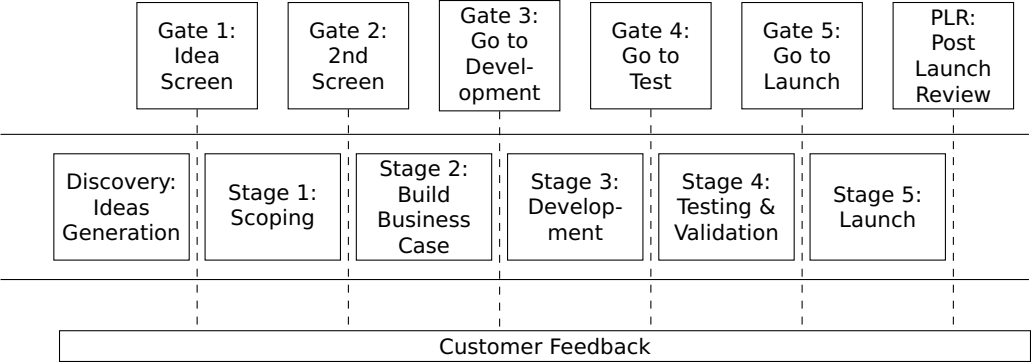 Gate 1:
Idea
Screen
Gate 2:
2nd
Screen
Gate 3:
Go to
Devel-
opment
Gate 4:
Go to
Test
Gate 5:
Go to
Launch
PLR:
Post
Launch
Review
Discovery:
Ideas
Generation
Stage 1:
Scoping
Stage 2:
Build
Business
Case
Stage 3:
Develop-
ment
Stage 4:
Testing &
Validation
Stage 5:
Launch
Customer Feedback